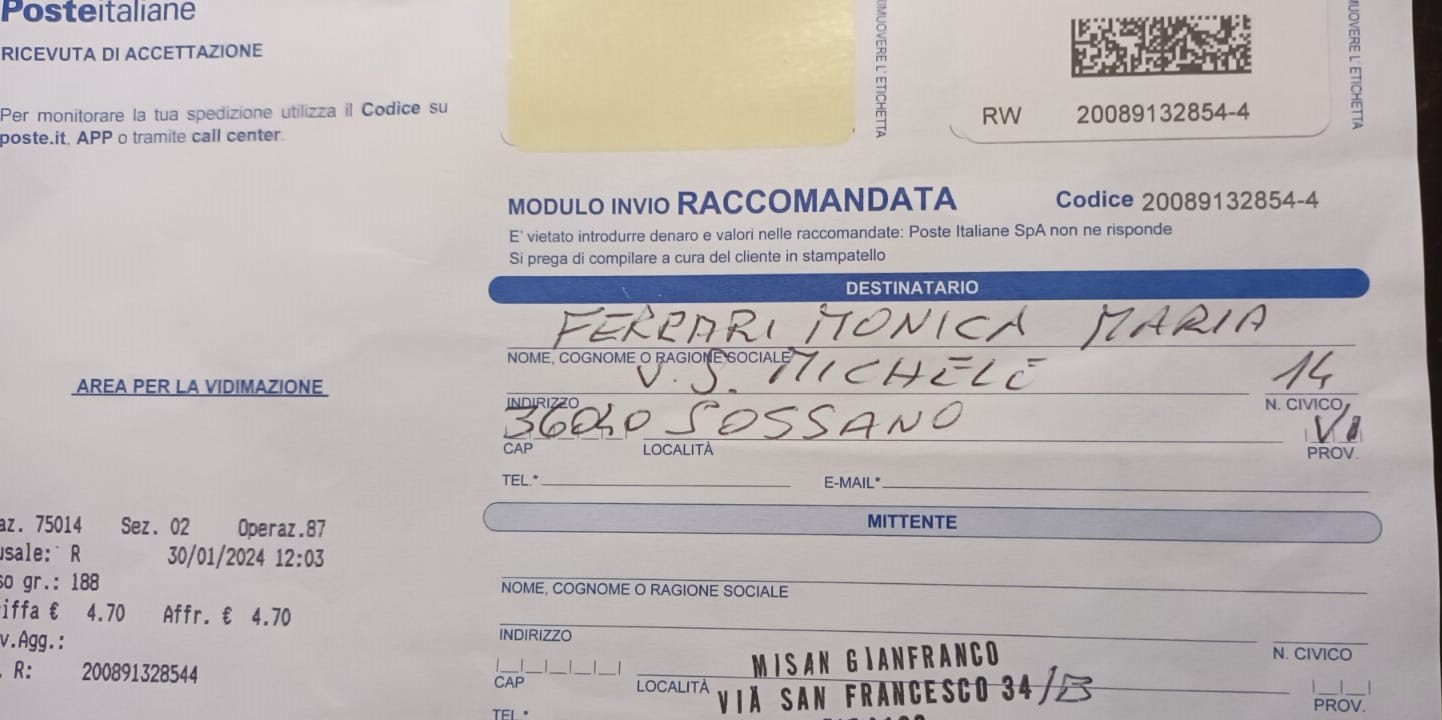 Posteitaliane
RICEVUTA DI ACCETTAZIONE
Per monitorare la tua spedizione utilizza il Codice su
poste.it, APP o tramite call center.
AREA PER LA VIDIMAZIONE
az. 75014 Sez. 02 Operaz.87
usale: R 30/01/2024 12:03
so gr.: 188
iffa € 4.70 Affr. € 4.70
v.Agg.:
. R: 200891328544
RIMUOVERE L'ETICHETTA
RW 20089132854-4
MUOVERE L'ETICHETTA
MODULO INVIO RACCOMANDATA Codice 20089132854-4
E' vietato introdurre denaro e valori nelle raccomandate: Poste Italiane SpA non ne risponde
Si prega di compilare a cura del cliente in stampatello
DESTINATARIO
FERRARI MONICA MARIA
NOME, COGNOME O RAGIONE SOCIALE
V. S. MICHELE 14
INDIRIZZO N. CIVICO
36040 SOSSANO VI
CAP LOCALITÀ PROV.
TEL.* E-MAIL*
MITTENTE
NOME, COGNOME O RAGIONE SOCIALE
INDIRIZZO N. CIVICO
MISAN GIANFRANCO
CAP LOCALITÀ PROV.
VIA SAN FRANCESCO 34/B
TEL.*